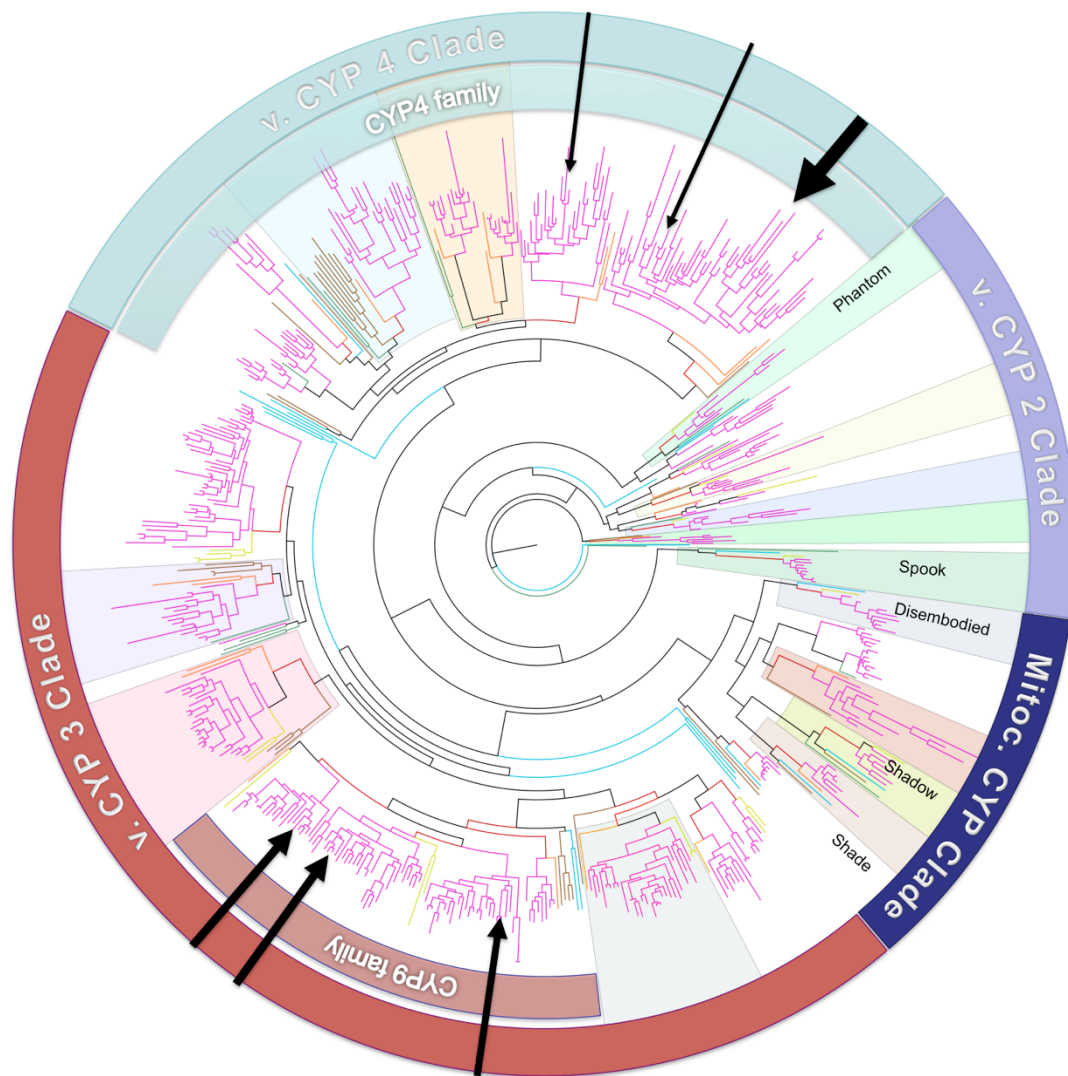 v. CYP 4 Clade
CYP4 family
Phantom
v. CYP 2 Clade
Spook
Disembodied
Mitoc. CYP Clade
Shadow
Shade
v. CYP 3 Clade
CYP9 family